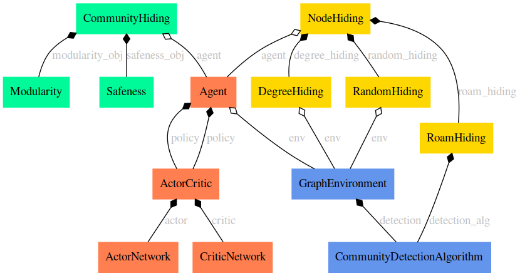 CommunityHiding
NodeHiding
modularity_obj
safeness_obj
agent
agent
degree_hiding
random_hiding
roam_hiding
Modularity
Safeness
Agent
DegreeHiding
RandomHiding
policy
policy
env
env
RoamHiding
ActorCritic
GraphEnvironment
actor
critic
detection
detection_alg
ActorNetwork
CriticNetwork
CommunityDetectionAlgorithm